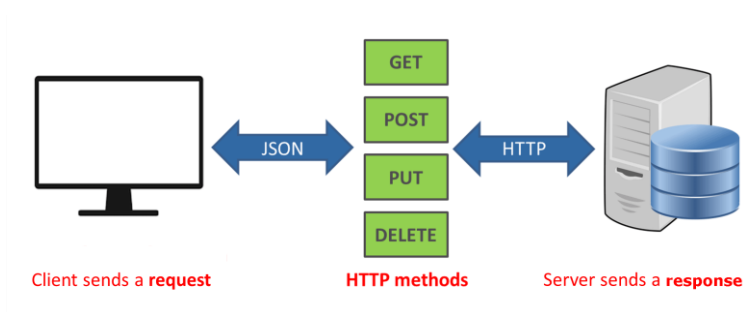 GET
POST
JSON
HTTP
PUT
DELETE
Client sends a request
HTTP methods
Server sends a response